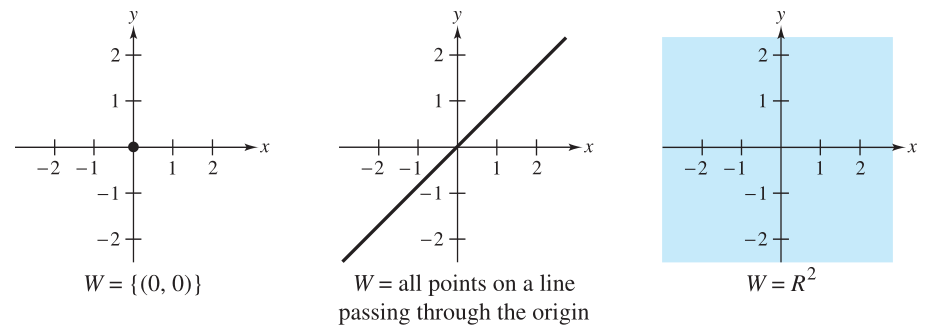 y
2
1
-2 -1 1 2 x
-1
-2
W = {(0, 0)}
y
2
1
-2 -1 1 2 x
-1
-2
W = all points on a line
passing through the origin
y
2
1
-2 -1 1 2 x
-1
-2
W = R²